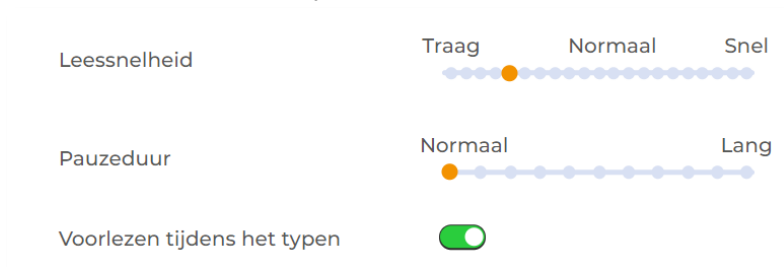 Traag Normaal Snel
Leessnelheid
Normaal Lang
Pauzeduur
Voorlezen tijdens het typen